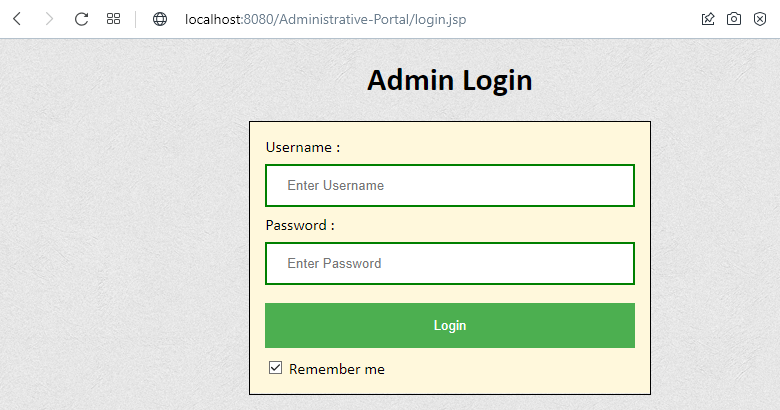 localhost:8080/Administrative-Portal/login.jsp
Admin Login
Username :
Enter Username
Password :
Enter Password
Login
Remember me